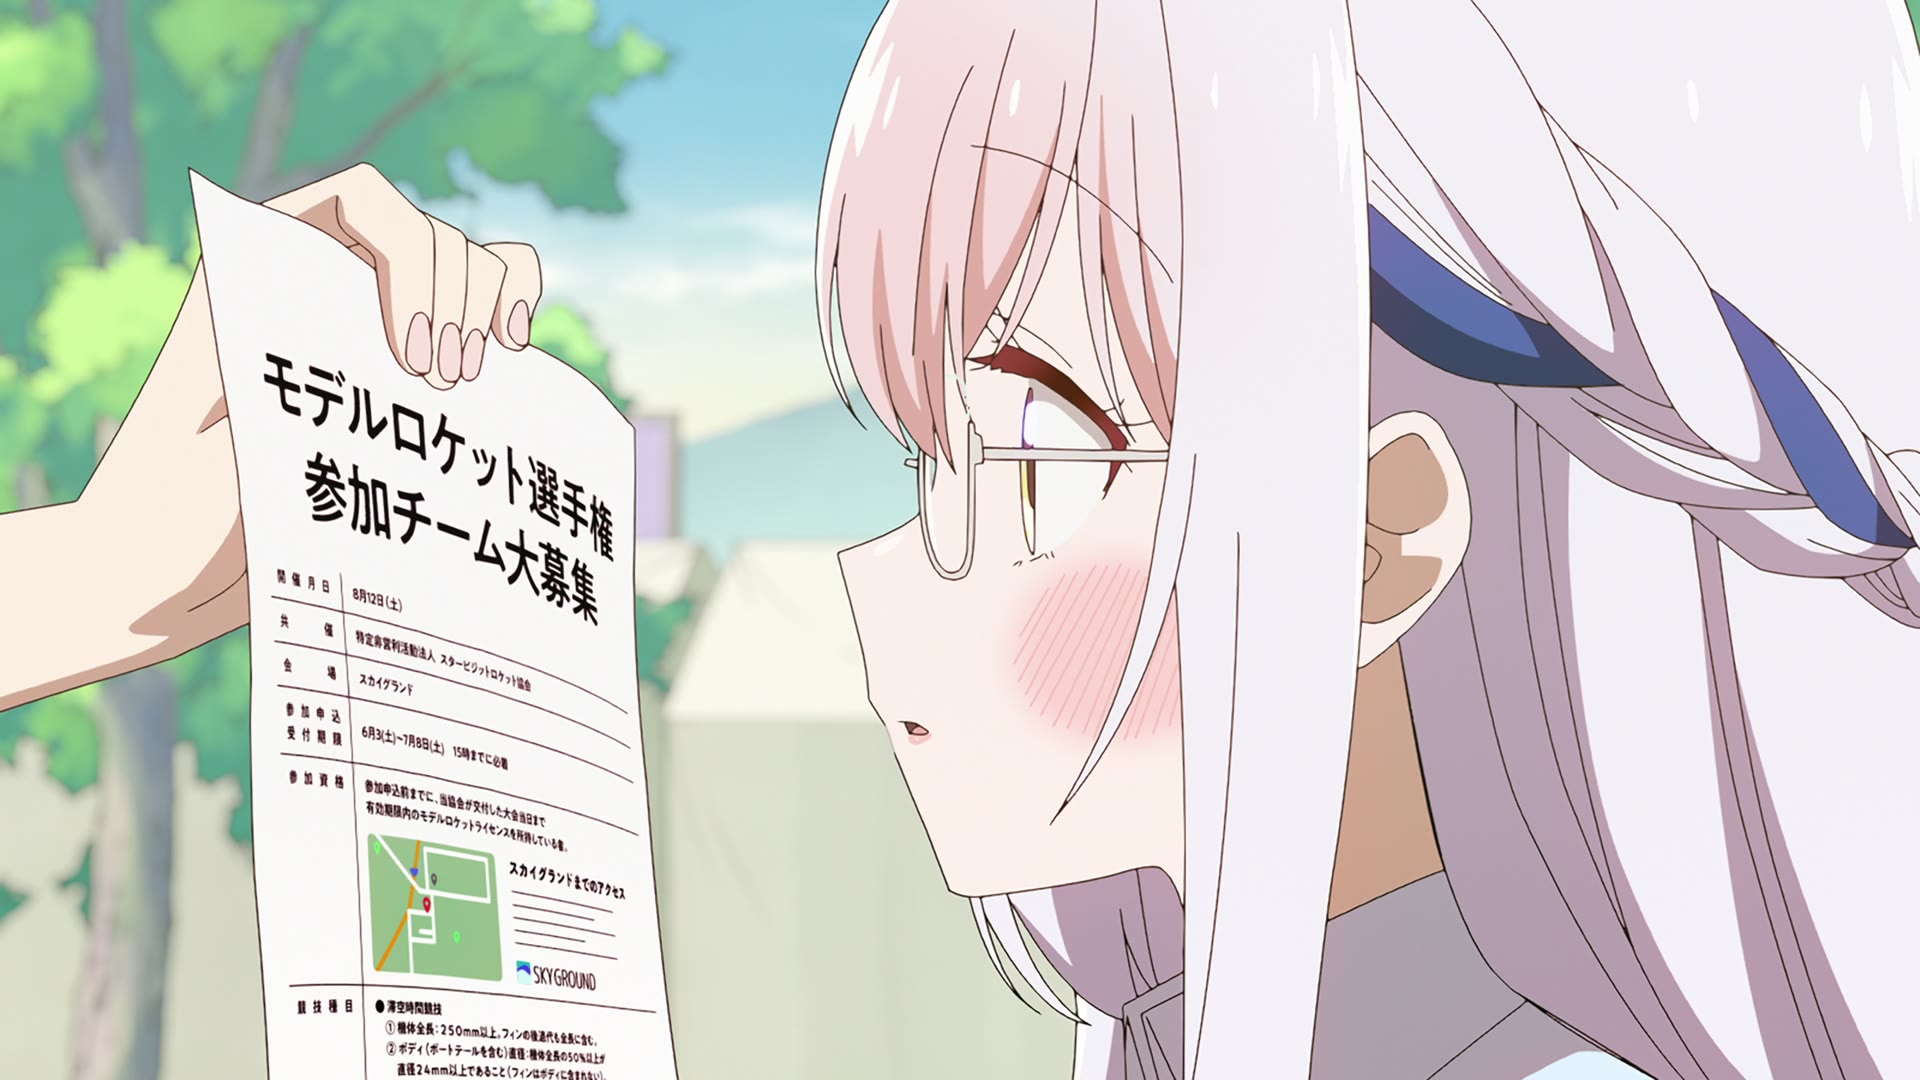 モデルロケット選手権
参加チーム大募集
開催月日 8月12日(土)
共催 特定非営利活動法人 スタービジットロケット協会
会場 スカイグランド
参加申込
受付期限 6月3(土)~7月8日(土) 15時までに必着
参加資格 参加申込前までに、当協会が交付した大会当日まで
有効期限内のモデルロケットライセンスを所持している者。
スカイグランドまでのアクセス
SKYGROUND
競技種目 ●滞空時間競技
①機体全長:250mm以上。フィンの後退代も全長に含む。
②ボディ(ボートテールを含む)直径:機体全長の50%以上が
直径24mm以上であること(フィンはボディに含まれない)。